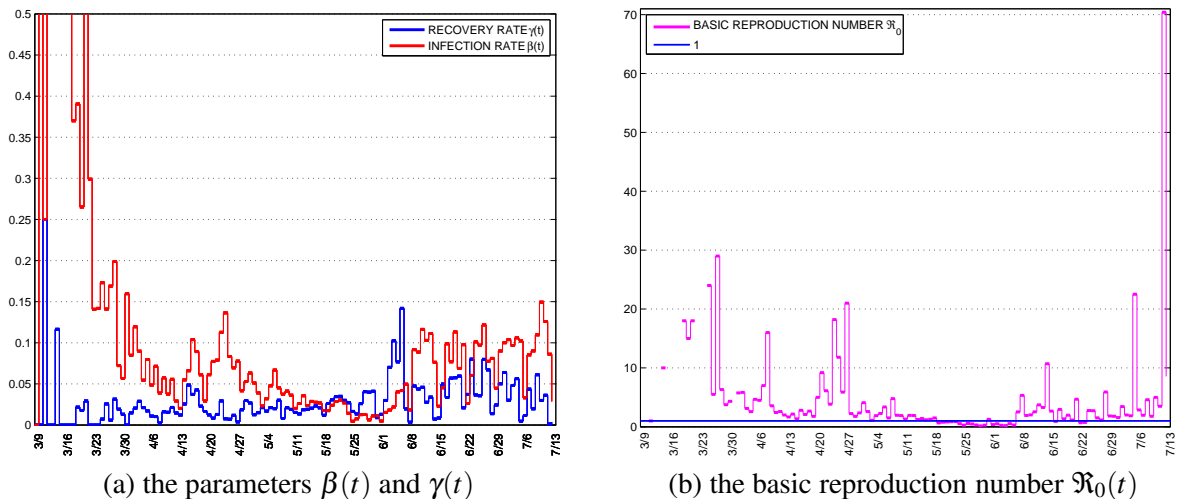 RECOVERY RATE γ(t)
INFECTION RATE β(t)
0.5
0.45
0.4
0.35
0.3
0.25
0.2
0.15
0.1
0.05
0
3/9 3/16 3/23 3/30 4/6 4/13 4/20 4/27 5/4 5/11 5/18 5/25 6/1 6/8 6/15 6/22 6/29 7/6 7/13
(a) the parameters β(t) and γ(t)
BASIC REPRODUCTION NUMBER ℜ0
1
70
60
50
40
30
20
10
0
3/9 3/16 3/23 3/30 4/6 4/13 4/20 4/27 5/4 5/11 5/18 5/25 6/1 6/8 6/15 6/22 6/29 7/6 7/13
(b) the basic reproduction number ℜ0(t)